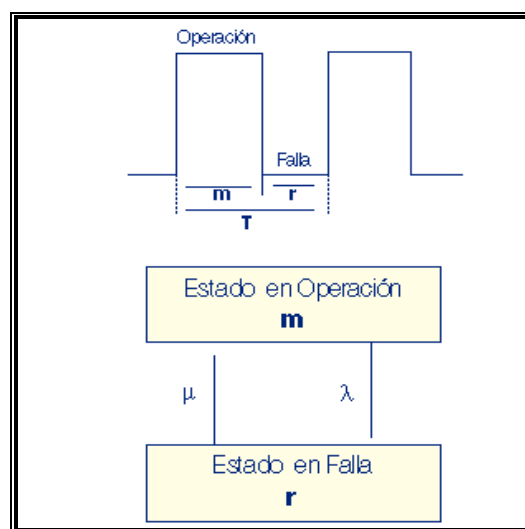 Operación
Falla
m r
T
Estado en Operación
m
μ λ
Estado en Falla
r